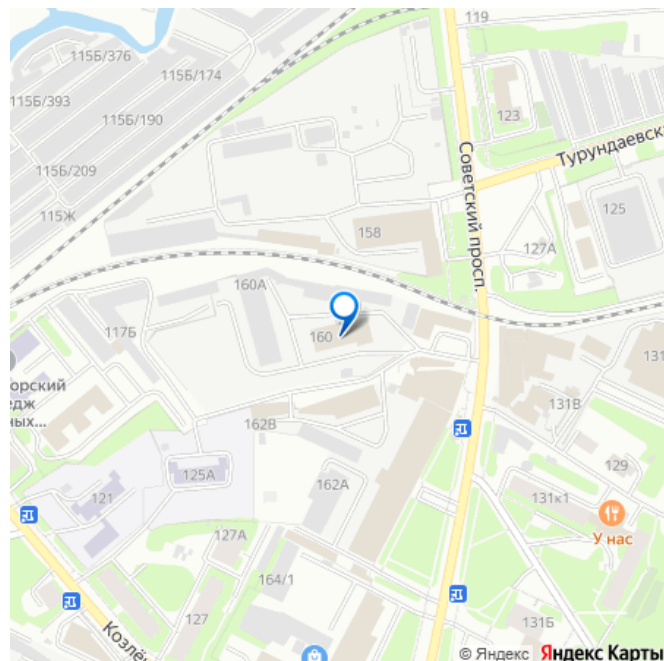 119
115Б/376
115Б/174
115Б/393
115Б/190
123
Советский просп.
Турундаевск
115Б/209
115Ж
125
158
127А
160А
117Б
160
орский
едж
ных...
131
131В
162В
125А
129
121
162А
131к1
У нас
127А
164/1
127
131Б
Козлён
© Яндекс Яндекс Карты